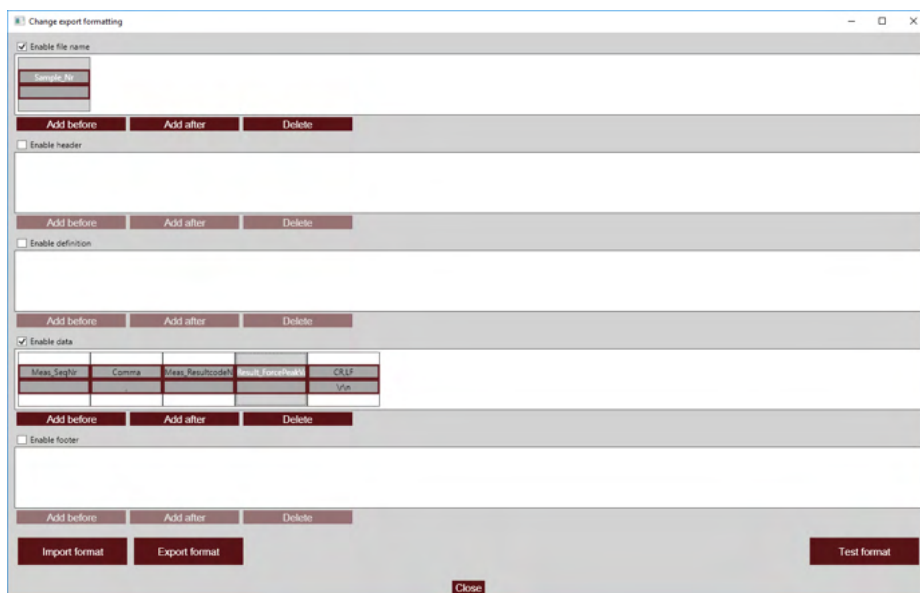 Change export formatting
Enable file name
Sample_Nr
Add before Add after Delete
Enable header
Add before Add after Delete
Enable definition
Add before Add after Delete
Enable data
Meas_SeqNr Comma Meas_ResultcodeN Result_ForcePeakV
CR,LF
, \r\n
Add before Add after Delete
Enable footer
Add before Add after Delete
Import format Export format Test format
Close